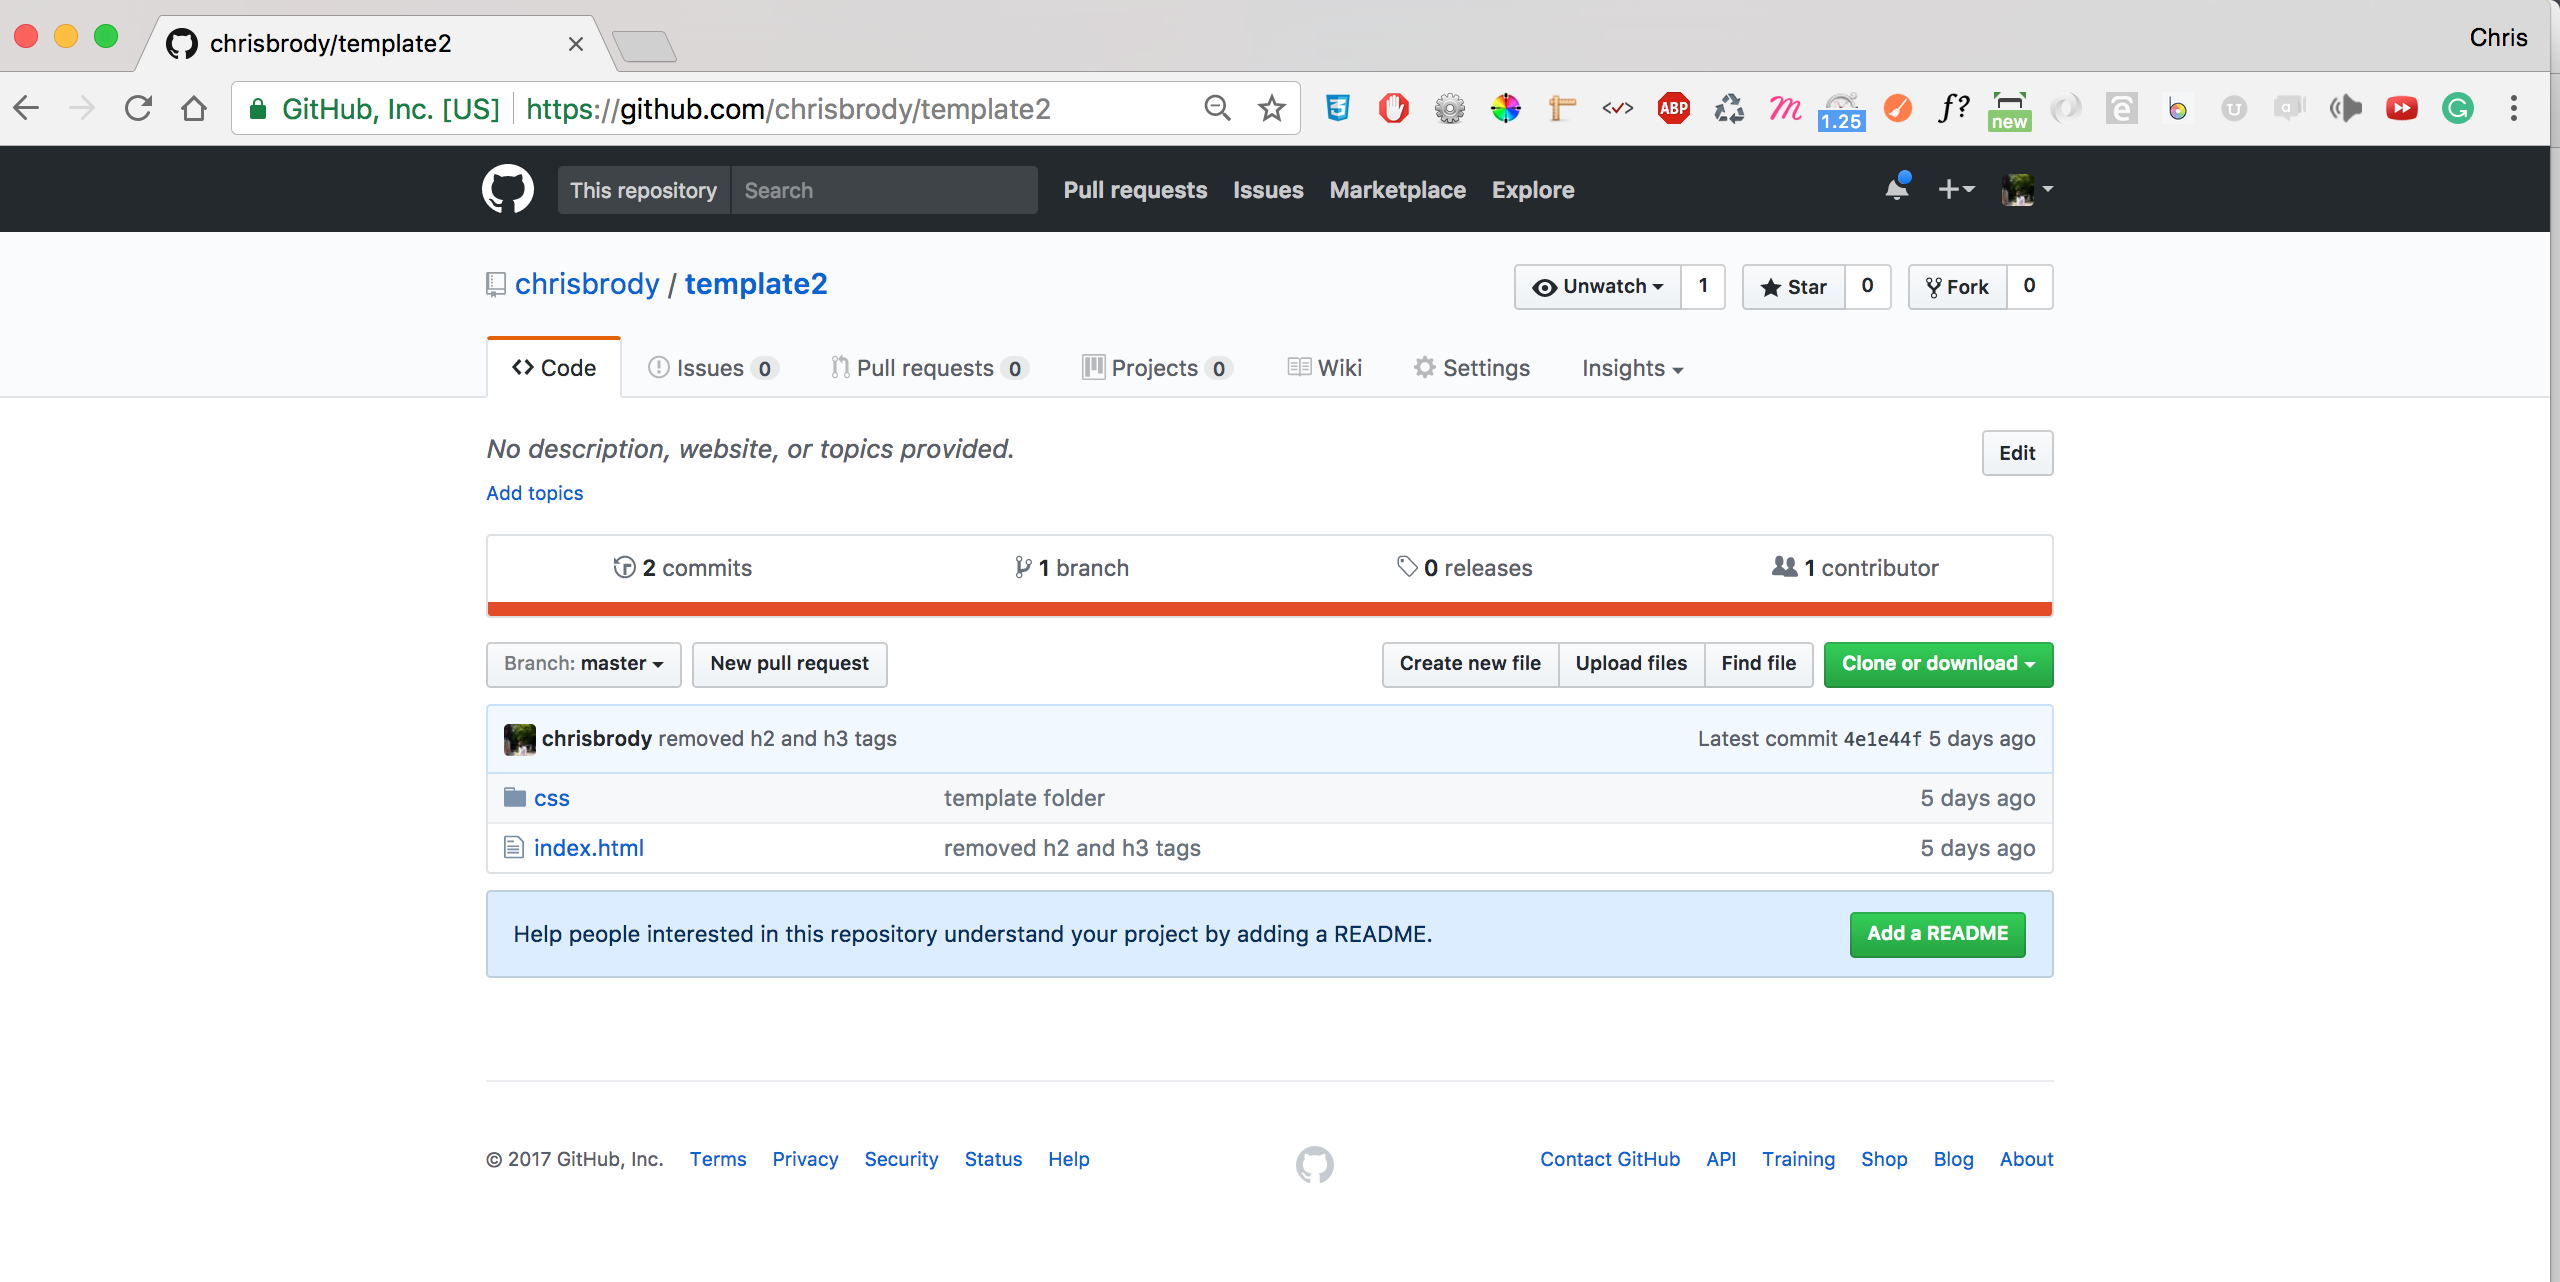 chrisbrody/template2
Chris
GitHub, Inc. [US] https://github.com/chrisbrody/template2
ABP
1.25
f?
new
This repository Search Pull requests Issues Marketplace Explore
chrisbrody / template2
Unwatch 1 Star 0 Fork 0
Code Issues 0 Pull requests 0 Projects 0 Wiki Settings Insights
No description, website, or topics provided.
Edit
Add topics
2 commits 1 branch 0 releases 1 contributor
Branch: master New pull request Create new file Upload files Find file Clone or download
chrisbrody removed h2 and h3 tags Latest commit 4e1e44f 5 days ago
css template folder 5 days ago
index.html removed h2 and h3 tags 5 days ago
Help people interested in this repository understand your project by adding a README. Add a README
© 2017 GitHub, Inc. Terms Privacy Security Status Help Contact GitHub API Training Shop Blog About